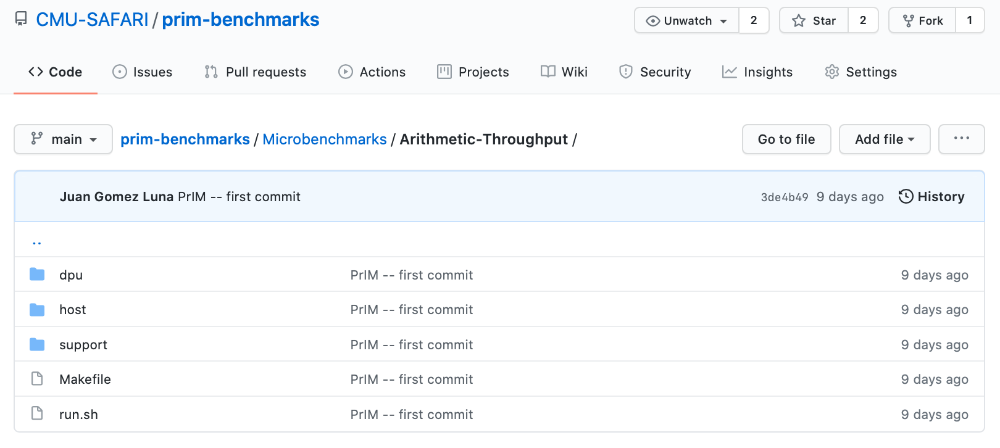 CMU-SAFARI / prim-benchmarks Unwatch 2 Star 2 Fork 1
Code Issues Pull requests Actions Projects Wiki Security Insights Settings
main prim-benchmarks / Microbenchmarks / Arithmetic-Throughput / Go to file Add file ...
Juan Gomez Luna PrIM -- first commit 3de4b49 9 days ago History
..
dpu PrIM -- first commit 9 days ago
host PrIM -- first commit 9 days ago
support PrIM -- first commit 9 days ago
Makefile PrIM -- first commit 9 days ago
run.sh PrIM -- first commit 9 days ago